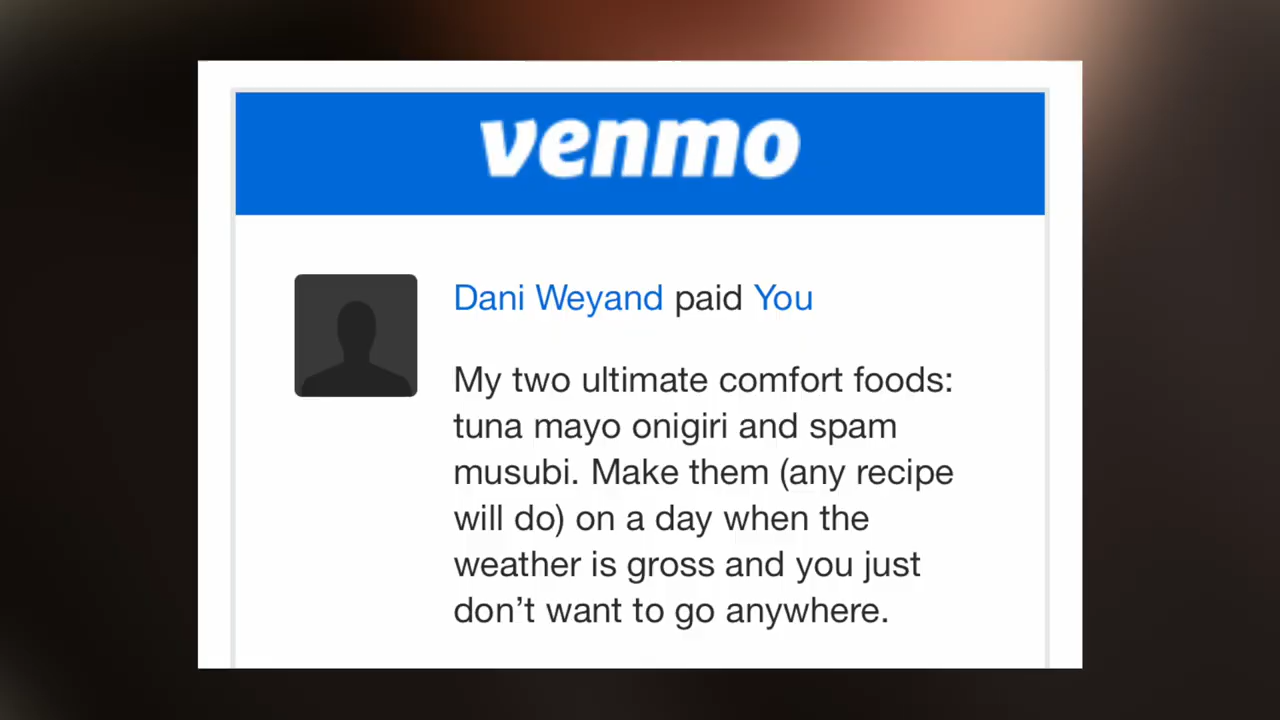 venmo
Dani Weyand paid You
My two ultimate comfort foods:
tuna mayo onigiri and spam
musubi. Make them (any recipe
will do) on a day when the
weather is gross and you just
don’t want to go anywhere.